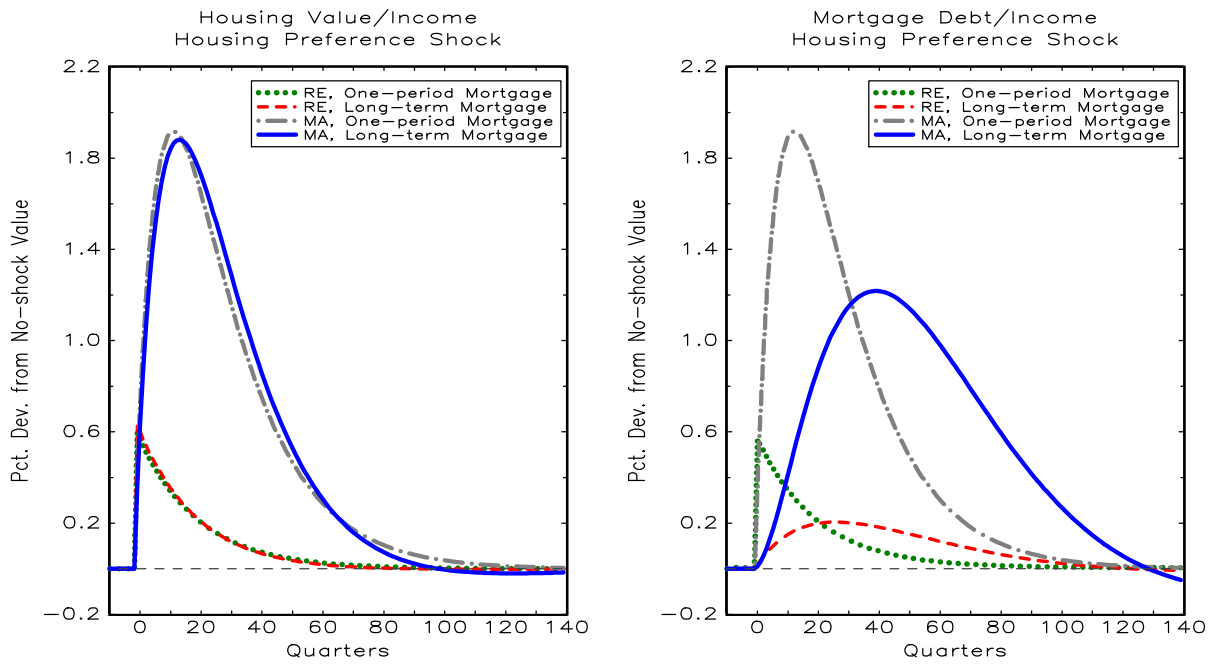 Housing Value/Income
Housing Preference Shock
Pct. Dev. from No−shock Value
2.2
1.8
1.4
1.0
0.6
0.2
−0.2
RE, One−period Mortgage
RE, Long−term Mortgage
MA, One−period Mortgage
MA, Long−term Mortgage
0 20 40 60 80 100 120 140
Quarters
Mortgage Debt/Income
Housing Preference Shock
Pct. Dev. from No−shock Value
2.2
1.8
1.4
1.0
0.6
0.2
−0.2
RE, One−period Mortgage
RE, Long−term Mortgage
MA, One−period Mortgage
MA, Long−term Mortgage
0 20 40 60 80 100 120 140
Quarters